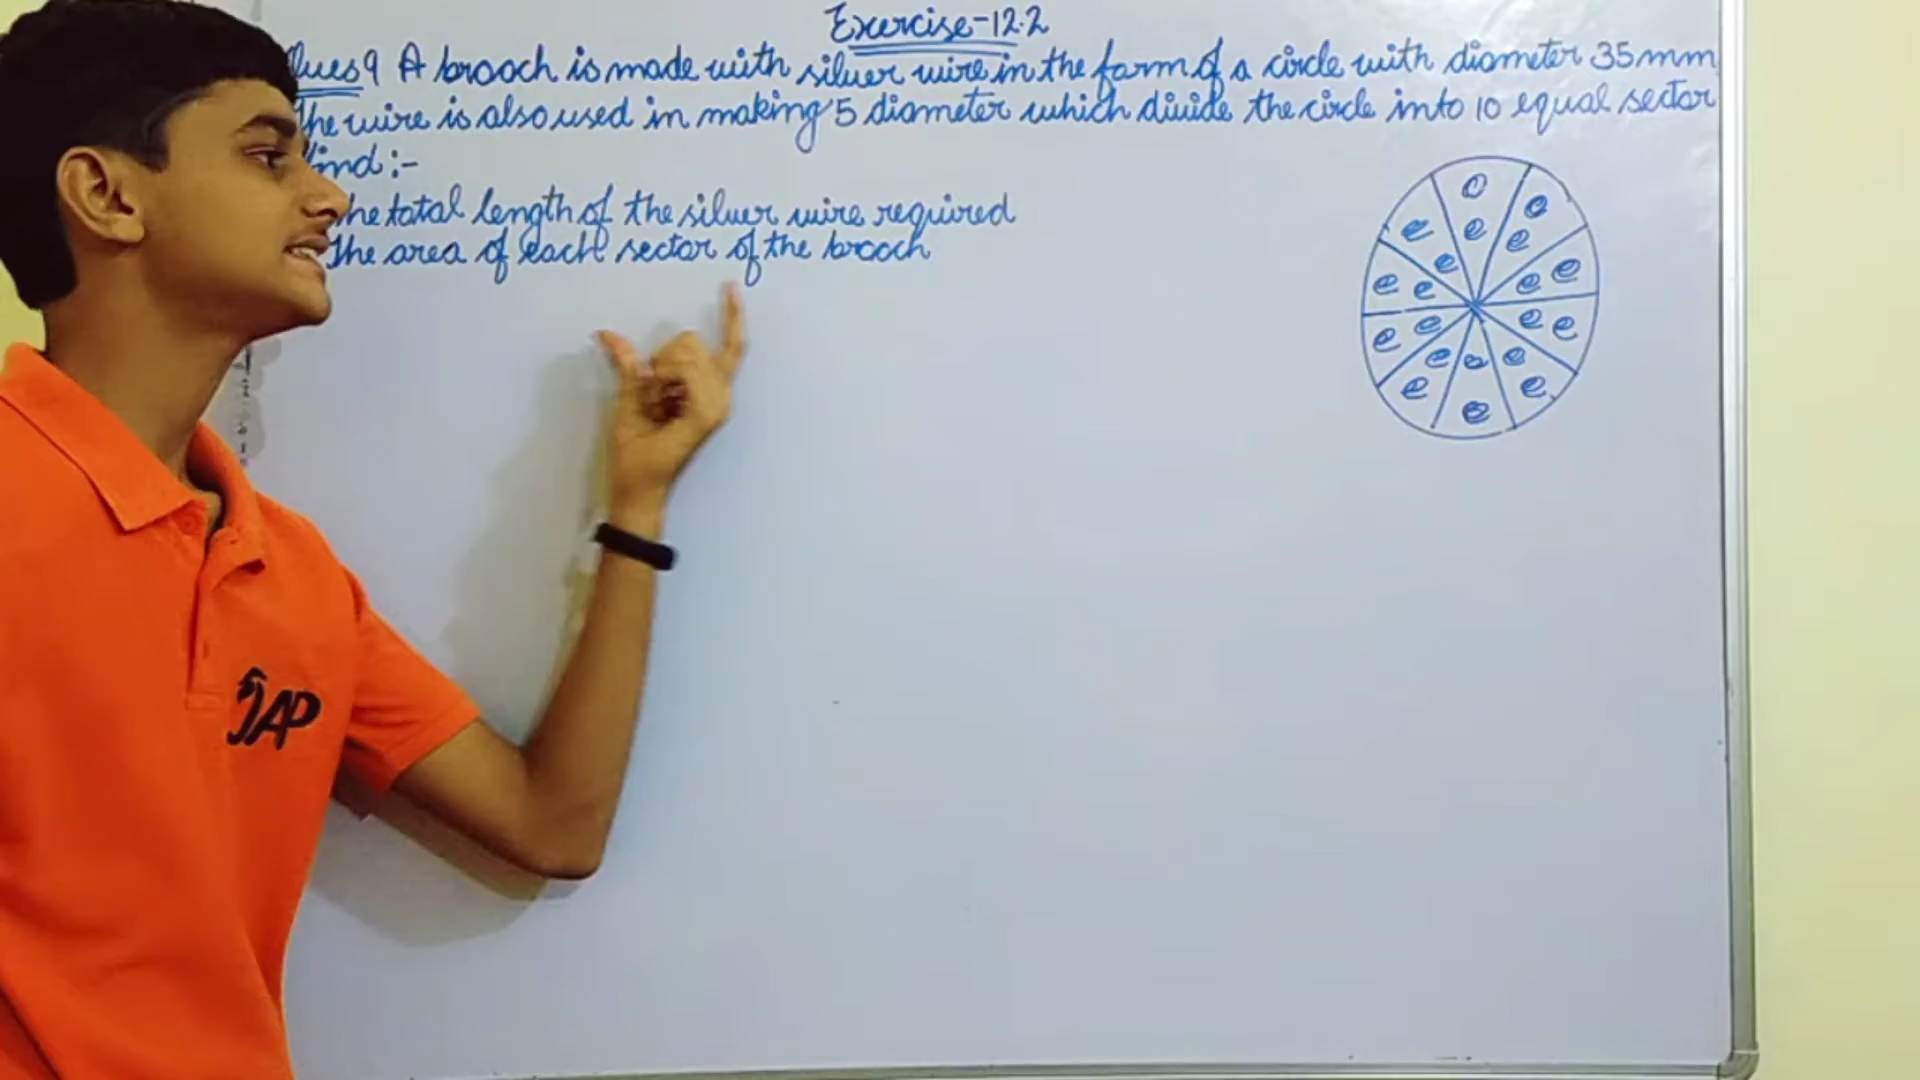 Exercise-12.2
Ques 9 A brooch is made with silver wire in the form of a circle with diameter 35 mm
The wire is also used in making 5 diameter which divide the circle into 10 equal sector
find :-
The total length of the silver wire required
The area of each sector of the brooch
JAP